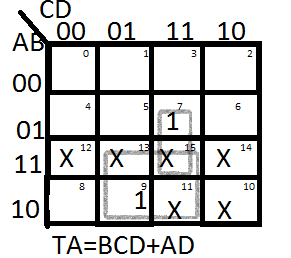 CD
AB 00 01 11 10
00 0 1 3 2
01 4 5 7 1 6
11 X 12 X 13 X 15 X 14
10 8 9 1 11 X 10 X
TA=BCD+AD